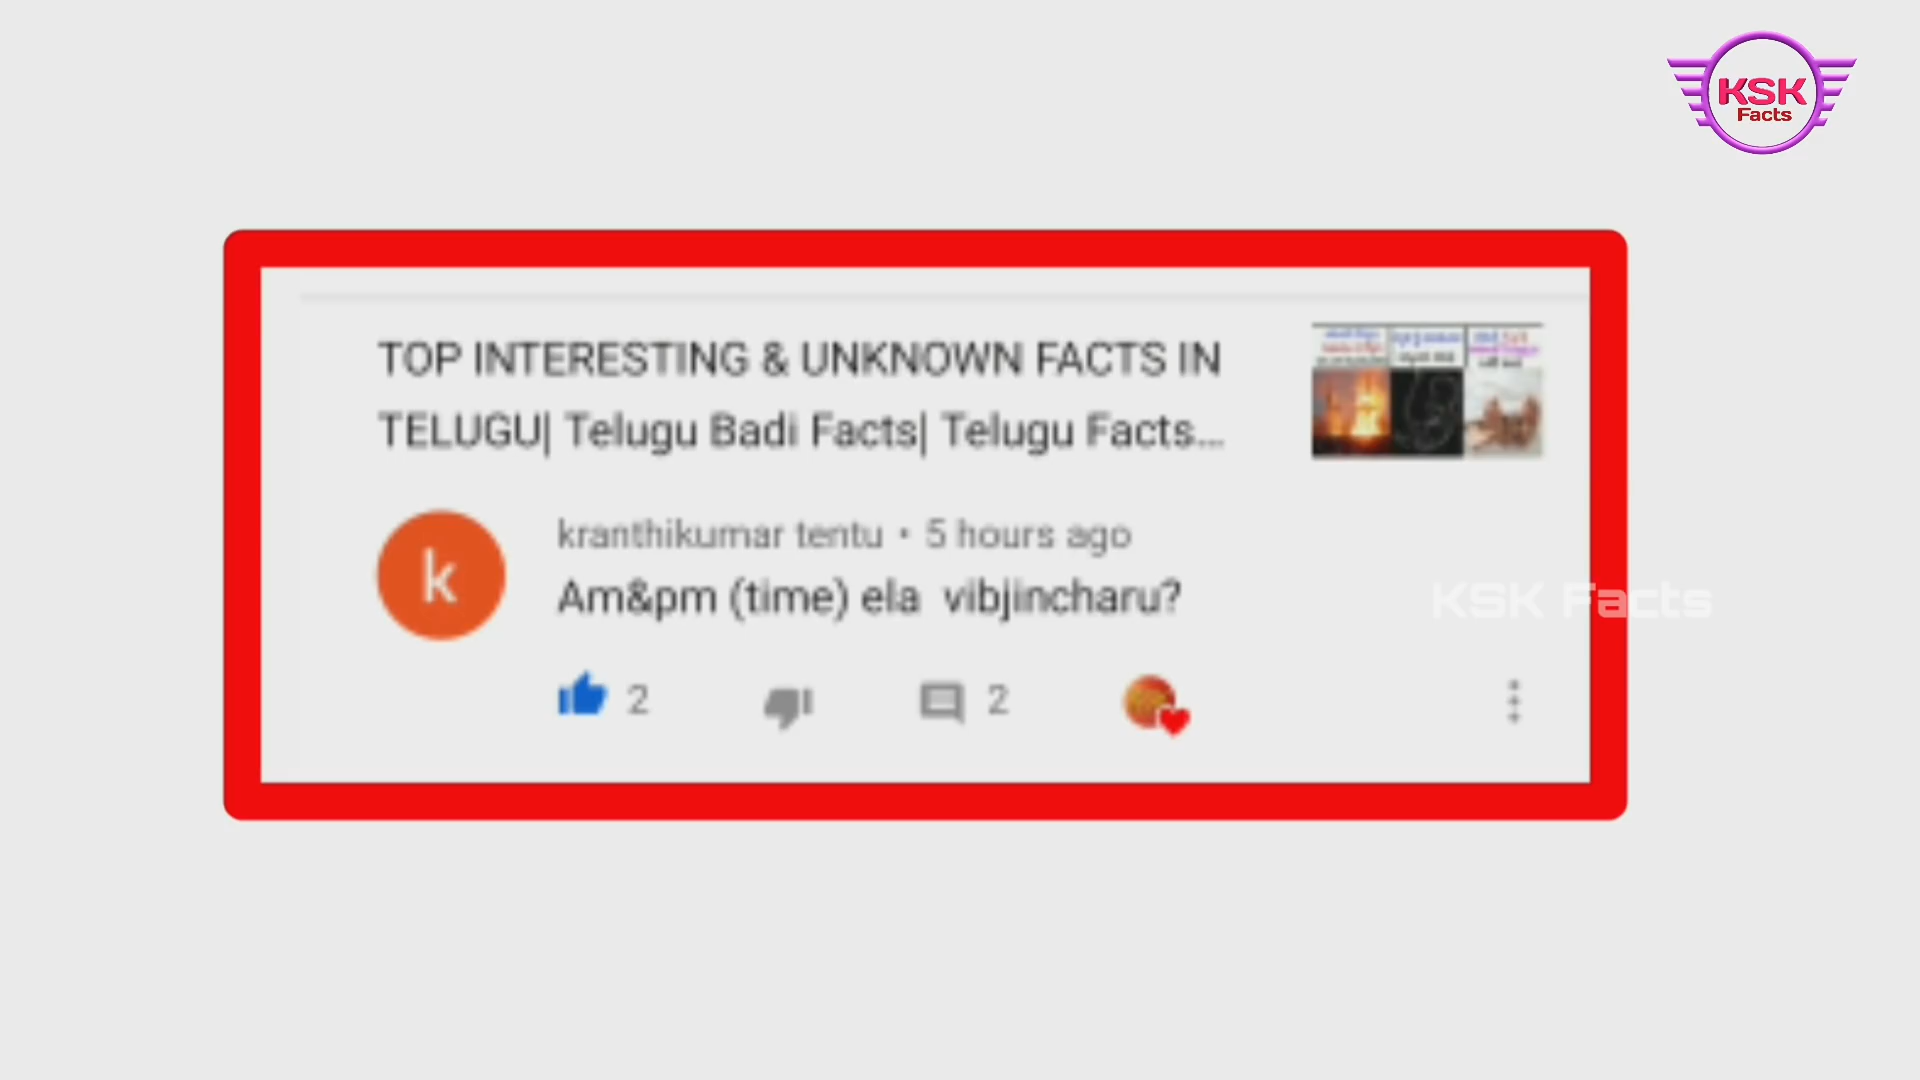 KSK
Facts
TOP INTERESTING & UNKNOWN FACTS IN
TELUGU| Telugu Badi Facts| Telugu Facts...
k
kranthikumar tentu • 5 hours ago
Am&pm (time) ela vibjincharu?
KSK Facts
2
2